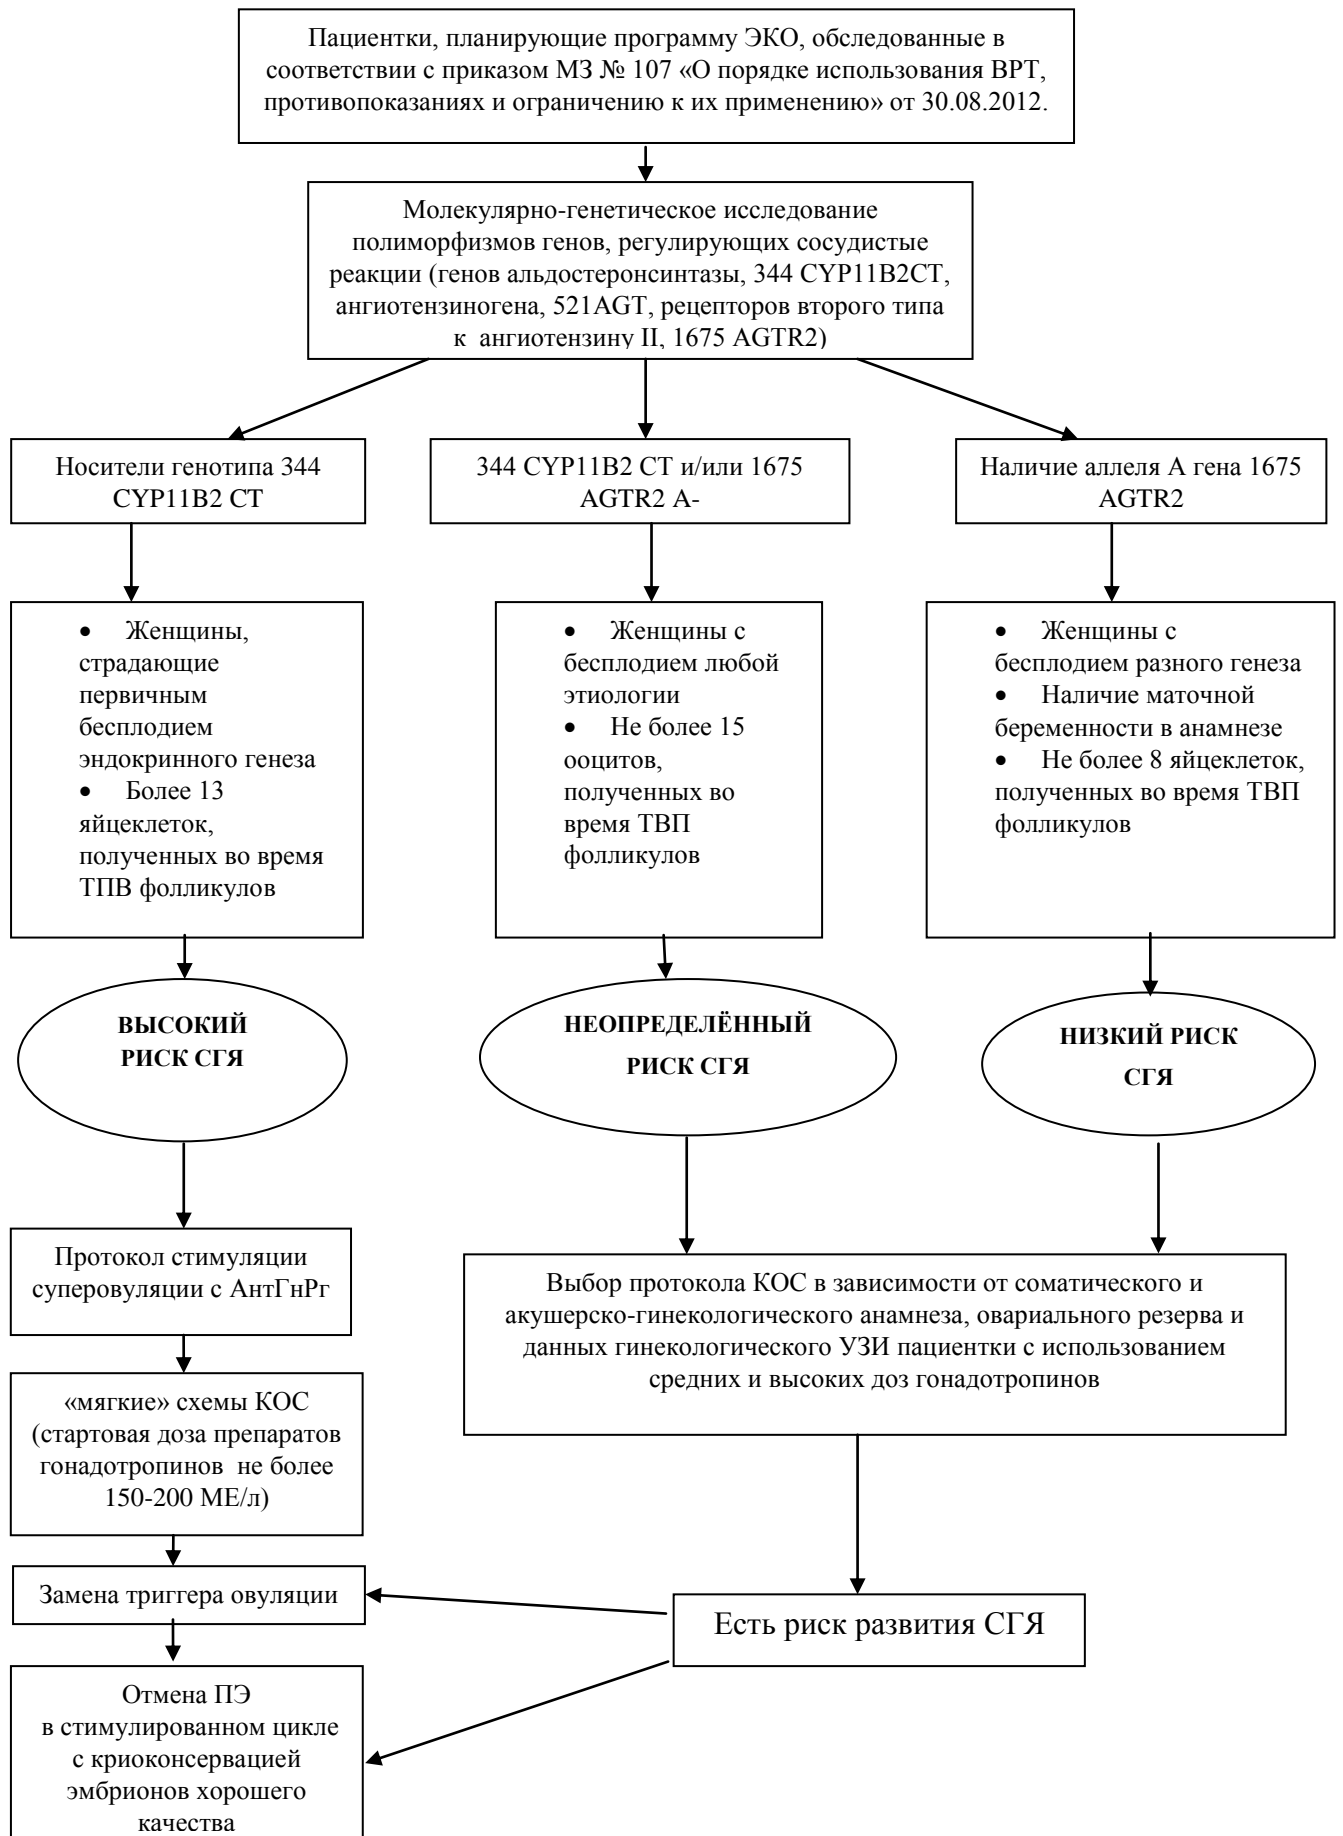 Пациентки, планирующие программу ЭКО, обследованные в
соответствии с приказом МЗ № 107 «О порядке использования ВРТ,
противопоказаниях и ограничению к их применению» от 30.08.2012.
Молекулярно-генетическое исследование
полиморфизмов генов, регулирующих сосудистые
реакции (генов альдостеронсинтазы, 344 CYP11B2CT,
ангиотензиногена, 521AGT, рецепторов второго типа
к ангиотензину II, 1675 AGTR2)
Носители генотипа 344
CYP11B2 CT
344 CYP11B2 CT и/или 1675
AGTR2 A-
Наличие аллеля А гена 1675
AGTR2
• Женщины,
страдающие
первичным
бесплодием
эндокринного генеза
• Более 13
яйцеклеток,
полученных во время
ТПВ фолликулов
• Женщины с
бесплодием любой
этиологии
• Не более 15
ооцитов,
полученных во
время ТВП
фолликулов
• Женщины с
бесплодием разного генеза
• Наличие маточной
беременности в анамнезе
• Не более 8 яйцеклеток,
полученных во время ТВП
фолликулов
ВЫСОКИЙ
РИСК СГЯ
НЕОПРЕДЕЛЁННЫЙ
РИСК СГЯ
НИЗКИЙ РИСК
СГЯ
Протокол стимуляции
суперовуляции с АнтГнРг
Выбор протокола КОС в зависимости от соматического и
акушерско-гинекологического анамнеза, овариального резерва и
данных гинекологического УЗИ пациентки с использованием
средних и высоких доз гонадотропинов
«мягкие» схемы КОС
(стартовая доза препаратов
гонадотропинов не более
150-200 МЕ/л)
Замена триггера овуляции
Есть риск развития СГЯ
Отмена ПЭ
в стимулированном цикле
с криоконсервацией
эмбрионов хорошего
качества